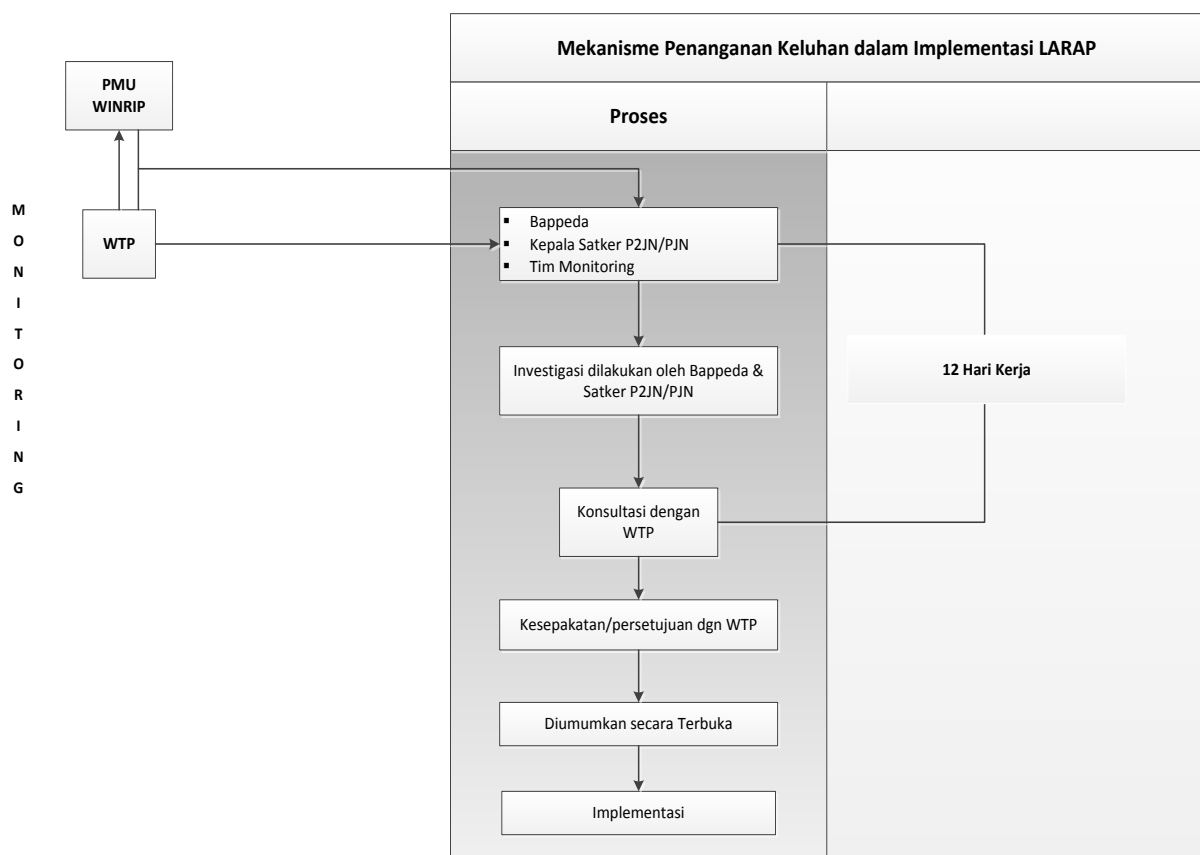 Mekanisme Penanganan Keluhan dalam Implementasi LARAP
PMU
WINRIP
Proses
M
O
N
I
T
O
R
I
N
G
WTP
▪ Bappeda
▪ Kepala Satker P2JN/PJN
▪ Tim Monitoring
Investigasi dilakukan oleh Bappeda &
Satker P2JN/PJN
12 Hari Kerja
Konsultasi dengan
WTP
Kesepakatan/persetujuan dgn WTP
Diumumkan secara Terbuka
Implementasi